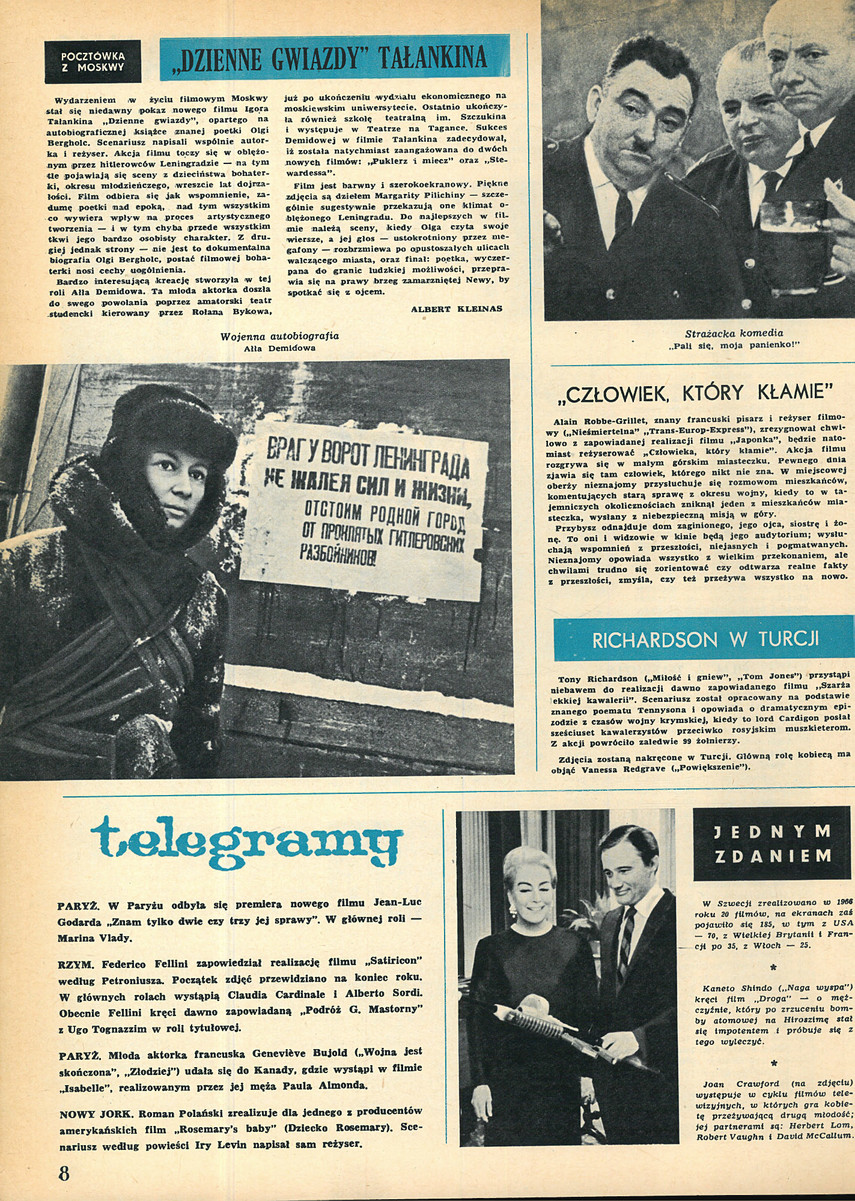 POCZTÓWKA
Z MOSKWY
„DZIENNE GWIAZDY” TAŁANKINA
Wydarzeniem w życiu filmowym Moskwy
stał się niedawny pokaz nowego filmu Igora
Tałankina „Dzienne gwiazdy”, opartego na
autobiograficznej książce znanej poetki Olgi
Bergholc. Scenariusz napisali wspólnie autor-
ka i reżyser. Akcja filmu toczy się w oblężo-
nym przez hitlerowców Leningradzie — na tym
tle pojawiają się sceny z dzieciństwa bohater-
ki, okresu młodzieńczego, wreszcie lat dojrza-
łości. Film odbiera się jak wspomnienie, za-
dumę poetki nad epoką, nad tym wszystkim
co wywiera wpływ na proces artystycznego
tworzenia — i w tym chyba przede wszystkim
tkwi jego bardzo osobisty charakter. Z dru-
giej jednak strony — nie jest to dokumentalna
biografia Olgi Bergholc, postać filmowej boha-
terki nosi cechy uogólnienia.
Bardzo interesującą kreację stworzyła w tej
roli Ałła Demidowa. Ta młoda aktorka doszła
do swego powołania poprzez amatorski teatr
studencki kierowany przez Rołana Bykowa,
już po ukończeniu wydziału ekonomicznego na
moskiewskim uniwersytecie. Ostatnio ukończy-
ła również szkołę teatralną im. Szczukina
i występuje w Teatrze na Tagance. Sukces
Demidowej w filmie Tałankina zadecydował,
iż została natychmiast zaangażowana do dwóch
nowych filmów: „Puklerz i miecz” oraz „Ste-
wardessa”.
Film jest barwny i szerokoekranowy. Piękne
zdjęcia są dziełem Margarity Pilichiny — szcze-
gólnie sugestywnie przekazują one klimat o-
blężonego Leningradu. Do najlepszych w fil-
mie należą sceny, kiedy Olga czyta swoje
wiersze, a jej głos — ustokrotniony przez me-
gafony — rozbrzmiewa po opustoszałych ulicach
walczącego miasta, oraz finał: poetka, wyczer-
pana do granic ludzkiej możliwości, przepra-
wia się na prawy brzeg zamarzniętej Newy, by
spotkać się z ojcem.
ALBERT KLEINAS
Wojenna autobiografia
Ałła Demidowa
ВРАГ У ВОРОТ ЛЕНИНГРАДА
НЕ ЖАЛЕЯ СИЛ И ЖИЗНИ,
ОТСТОИМ РОДНОЙ ГОРОД
ОТ ПРОКЛЯТЫХ ГИТЛЕРОВСКИХ
РАЗБОЙНИКОВ!
Strażacka komedia
„Pali się, moja panienko!”
„CZŁOWIEK, KTÓRY KŁAMIE”
Alain Robbe-Grillet, znany francuski pisarz i reżyser filmo-
wy („Nieśmiertelna” „Trans-Europ-Express”), zrezygnował chwi-
lowo z zapowiadanej realizacji filmu „Japonka”, będzie nato-
miast reżyserować „Człowieka, który kłamie”. Akcja filmu
rozgrywa się w małym górskim miasteczku. Pewnego dnia
zjawia się tam człowiek, którego nikt nie zna. W miejscowej
oberży nieznajomy przysłuchuje się rozmowom mieszkańców,
komentujących starą sprawę z okresu wojny, kiedy to w ta-
jemniczych okolicznościach zniknął jeden z mieszkańców mia-
steczka, wysłany z niebezpieczną misją w góry.
Przybysz odnajduje dom zaginionego, jego ojca, siostrę i żo-
nę. To oni i widzowie w kinie będą jego audytorium; wysłu-
chają wspomnień z przeszłości, niejasnych i pogmatwanych.
Nieznajomy opowiada wszystko z wielkim przekonaniem, ale
chwilami trudno się zorientować czy odtwarza realne fakty
z przeszłości, zmyśla, czy też przeżywa wszystko na nowo.
RICHARDSON W TURCJI
Tony Richardson („Miłość i gniew”, „Tom Jones”) przystąpi
niebawem do realizacji dawno zapowiadanego filmu „Szarża
lekkiej kawalerii”. Scenariusz został opracowany na podstawie
znanego poematu Tennysona i opowiada o dramatycznym epi-
zodzie z czasów wojny krymskiej, kiedy to lord Cardigon posłał
sześciuset kawalerzystów przeciwko rosyjskim muszkieterom.
Z akcji powróciło zaledwie 99 żołnierzy.
Zdjęcia zostaną nakręcone w Turcji. Główną rolę kobiecą ma
objąć Vanessa Redgrave („Powiększenie”).
telegramy
PARYŻ. W Paryżu odbyła się premiera nowego filmu Jean-Luc
Godarda „Znam tylko dwie czy trzy jej sprawy”. W głównej roli —
Marina Vlady.
RZYM. Federico Fellini zapowiedział realizację filmu „Satiricon”
według Petroniusza. Początek zdjęć przewidziano na koniec roku.
W głównych rolach wystąpią Claudia Cardinale i Alberto Sordi.
Obecnie Fellini kręci dawno zapowiadaną „Podróż G. Mastorny”
z Ugo Tognazzim w roli tytułowej.
PARYŻ. Młoda aktorka francuska Geneviève Bujold („Wojna jest
skończona”, „Złodziej”) udała się do Kanady, gdzie wystąpi w filmie
„Isabelle”, realizowanym przez jej męża Paula Almonda.
NOWY JORK. Roman Polański zrealizuje dla jednego z producentów
amerykańskich film „Rosemary's baby” (Dziecko Rosemary). Sce-
nariusz według powieści Iry Levin napisał sam reżyser.
JEDNYM
ZDANIEM
W Szwecji zrealizowano w 1966
roku 20 filmów, na ekranach zaś
pojawiło się 185, w tym z USA
— 70, z Wielkiej Brytanii i Fran-
cji po 35, z Włoch — 25.
Kaneto Shindo („Naga wyspa”)
kręci film „Droga” — o męż-
czyźnie, który po zrzuceniu bom-
by atomowej na Hiroszimę stał
się impotentem i próbuje się z
tego wyleczyć.
Joan Crawford (na zdjęciu)
występuje w cyklu filmów tele-
wizyjnych, w których gra kobie-
tę przeżywającą drugą młodość;
jej partnerami są: Herbert Lom,
Robert Vaughn i David McCallum.
8